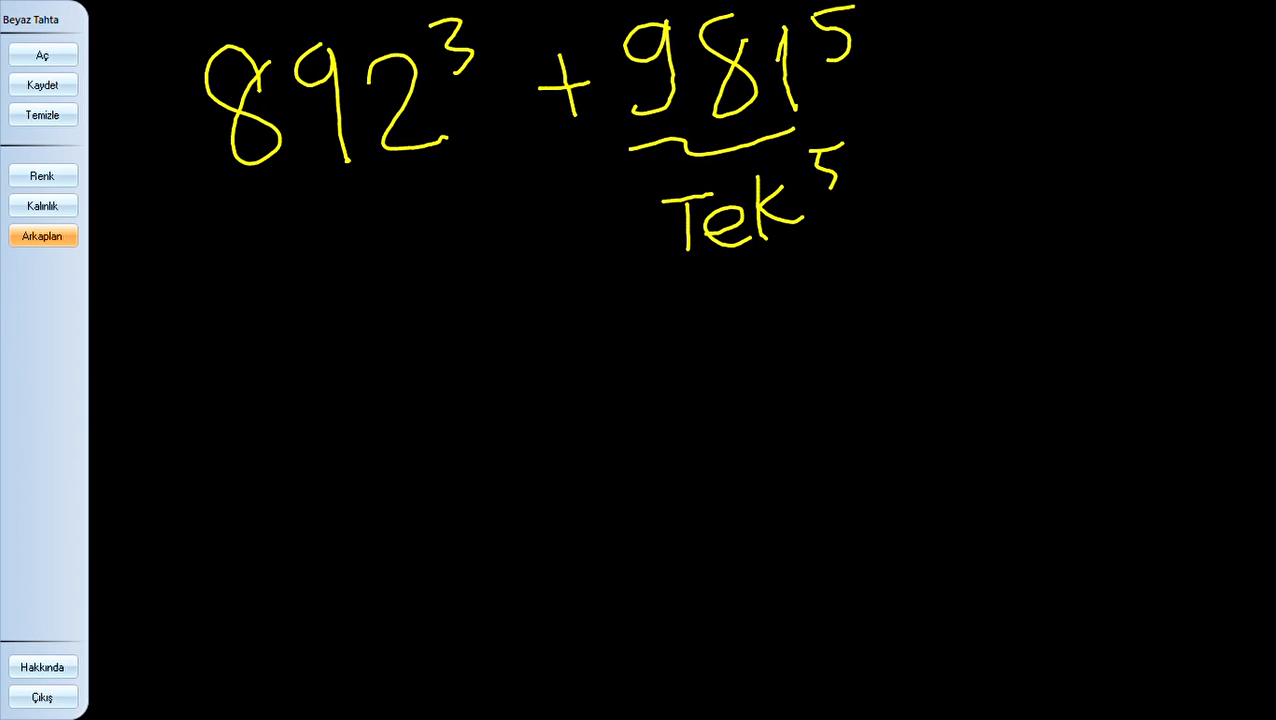 Beyaz Tahta
Aç
Kaydet
Temizle
Renk
Kalınlık
Arkaplan
Hakkında
Çıkış
892³ + 981⁵
Tek⁵